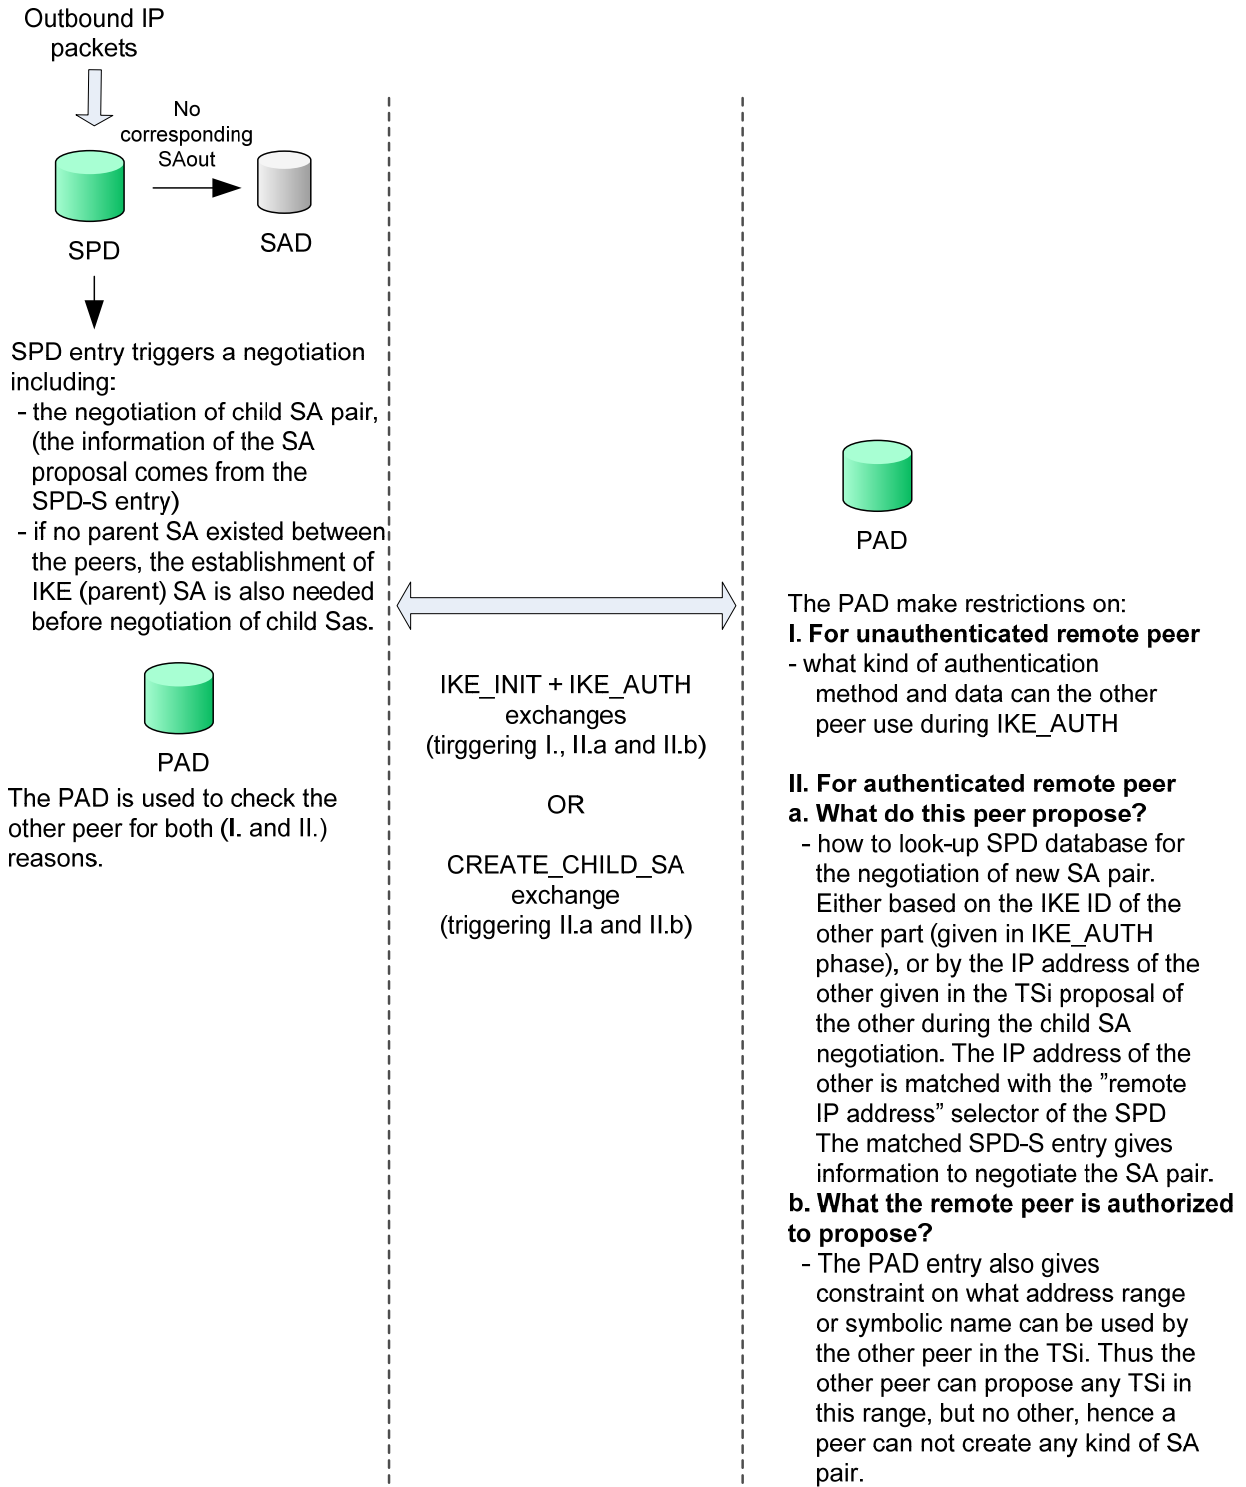 Outbound IP
packets
No
corresponding
SAout
SPD
SAD
SPD entry triggers a negotiation
including:
- the negotiation of child SA pair,
(the information of the SA
proposal comes from the
SPD-S entry)
- if no parent SA existed between
the peers, the establishment of
IKE (parent) SA is also needed
before negotiation of child Sas.
PAD
The PAD is used to check the
other peer for both (I. and II.)
reasons.
IKE_INIT + IKE_AUTH
exchanges
(tirggering I., II.a and II.b)
OR
CREATE_CHILD_SA
exchange
(triggering II.a and II.b)
PAD
The PAD make restrictions on:
I. For unauthenticated remote peer
- what kind of authentication
method and data can the other
peer use during IKE_AUTH
II. For authenticated remote peer
a. What do this peer propose?
- how to look-up SPD database for
the negotiation of new SA pair.
Either based on the IKE ID of the
other part (given in IKE_AUTH
phase), or by the IP address of the
other given in the TSi proposal of
the other during the child SA
negotiation. The IP address of the
other is matched with the ”remote
IP address” selector of the SPD
The matched SPD-S entry gives
information to negotiate the SA pair.
b. What the remote peer is authorized
to propose?
- The PAD entry also gives
constraint on what address range
or symbolic name can be used by
the other peer in the TSi. Thus the
other peer can propose any TSi in
this range, but no other, hence a
peer can not create any kind of SA
pair.